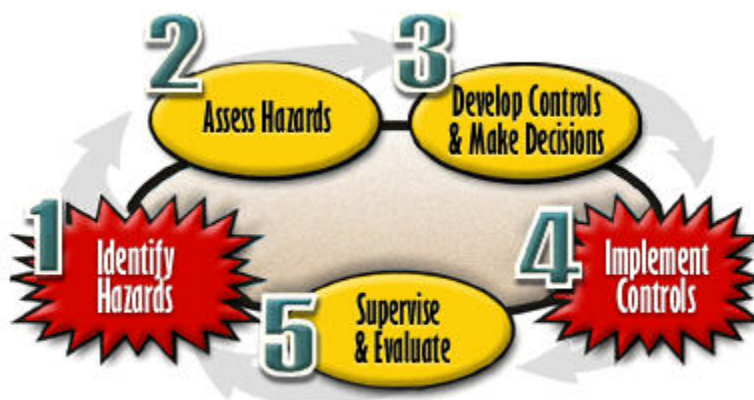 1
Identify
Hazards
2
Assess Hazards
3
Develop Controls
& Make Decisions
4
Implement
Controls
5
Supervise
& Evaluate